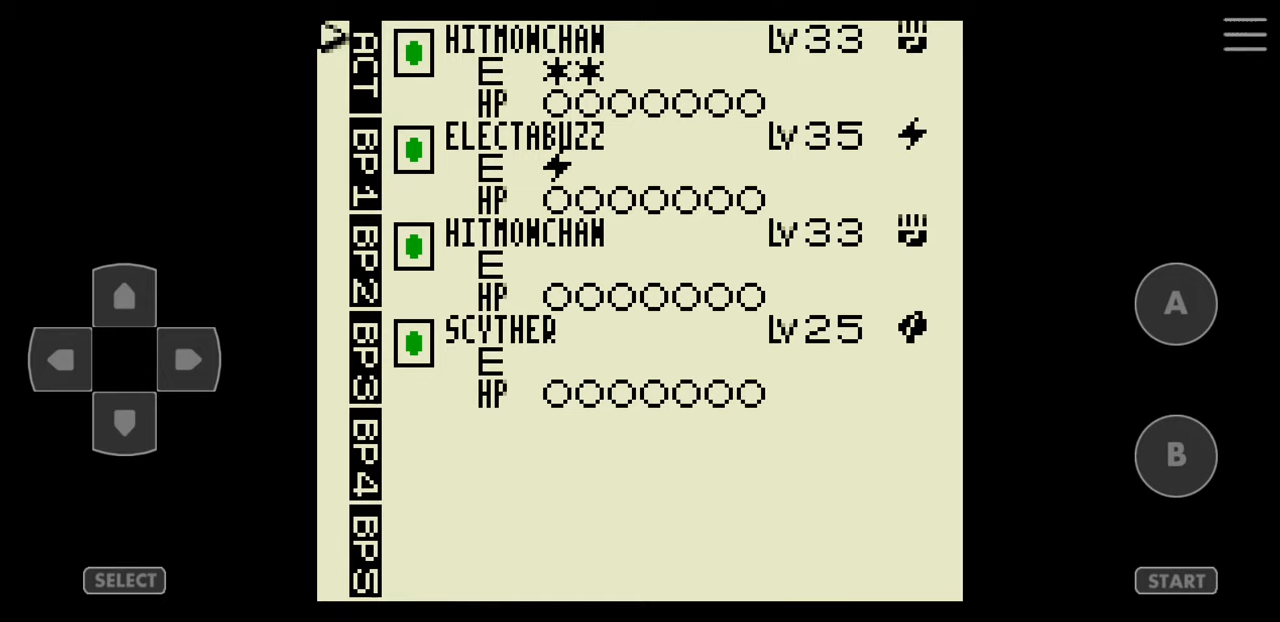 ACT HITMONCHAN Lv33
E
HP
BP1 ELECTABUZZ Lv35
E
HP
BP2 HITMONCHAN Lv33
E
HP
BP3 SCYTHER Lv25
E
HP
BP4
BP5
A
B
SELECT
START